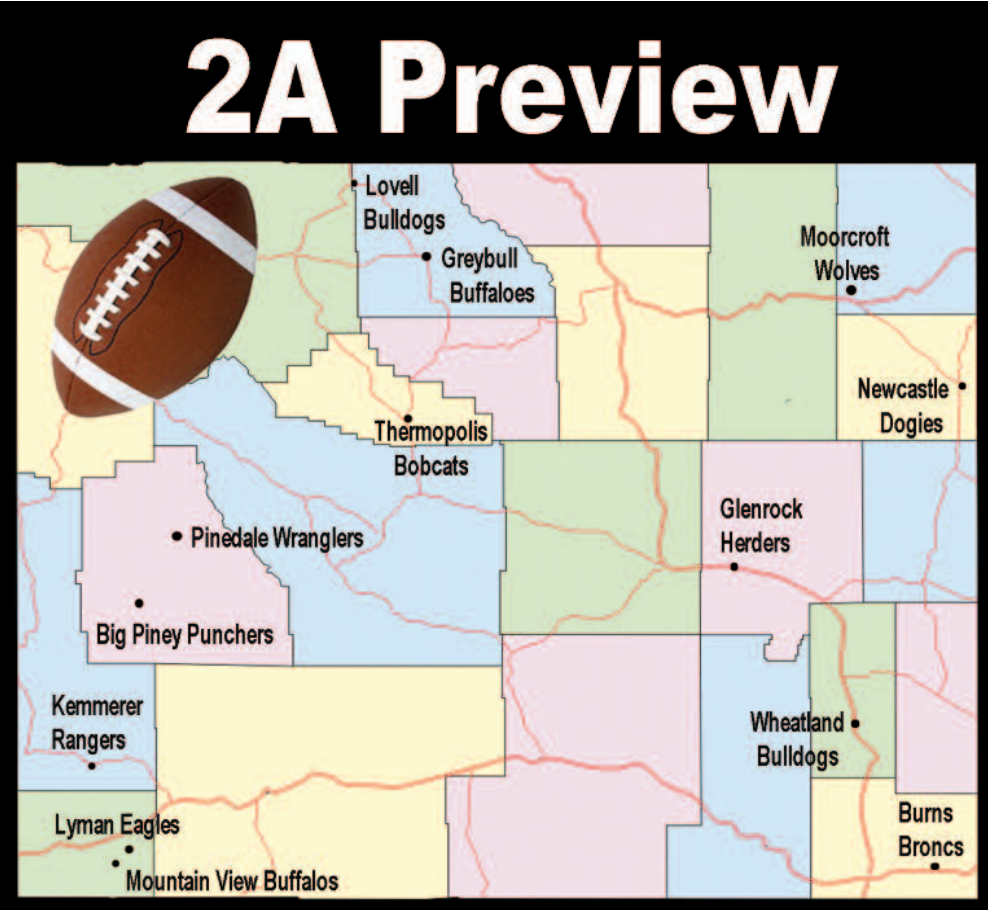 2A Preview
Lovell
Bulldogs
Greybull
Buffaloes
Moorcroft
Wolves
Newcastle
Dogies
Thermopolis
Bobcats
Glenrock
Herders
Pinedale Wranglers
Big Piney Punchers
Kemmerer
Rangers
Wheatland
Bulldogs
Lyman Eagles
Mountain View Buffalos
Burns
Broncs